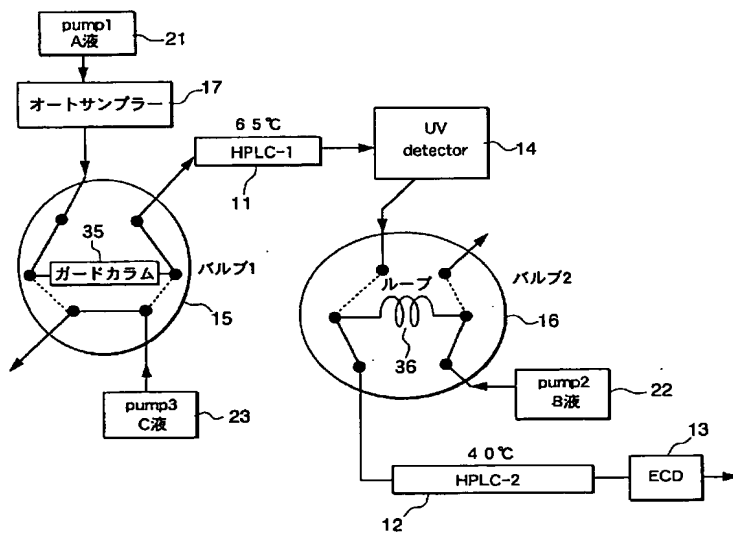 pump1
A液
21
オートサンプラー
17
65℃
HPLC-1
11
UV
detector
14
35
ガードカラム
バルブ1
15
ループ
36
バルブ2
16
pump3
C液
23
pump2
B液
22
40℃
HPLC-2
12
13
ECD